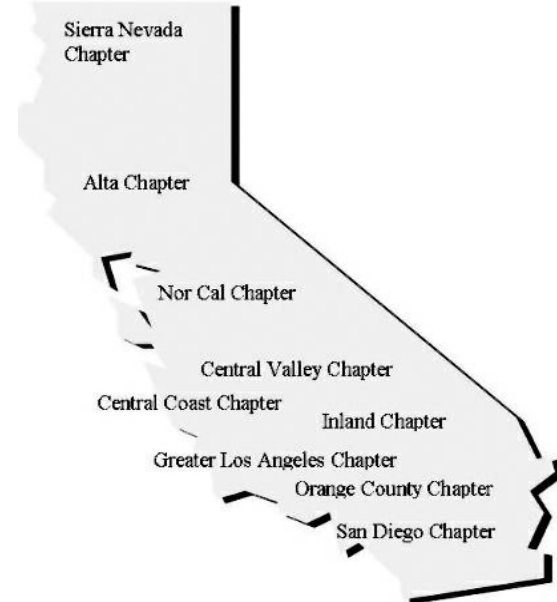 Sierra Nevada
Chapter
Alta Chapter
Nor Cal Chapter
Central Valley Chapter
Central Coast Chapter
Inland Chapter
Greater Los Angeles Chapter
Orange County Chapter
San Diego Chapter